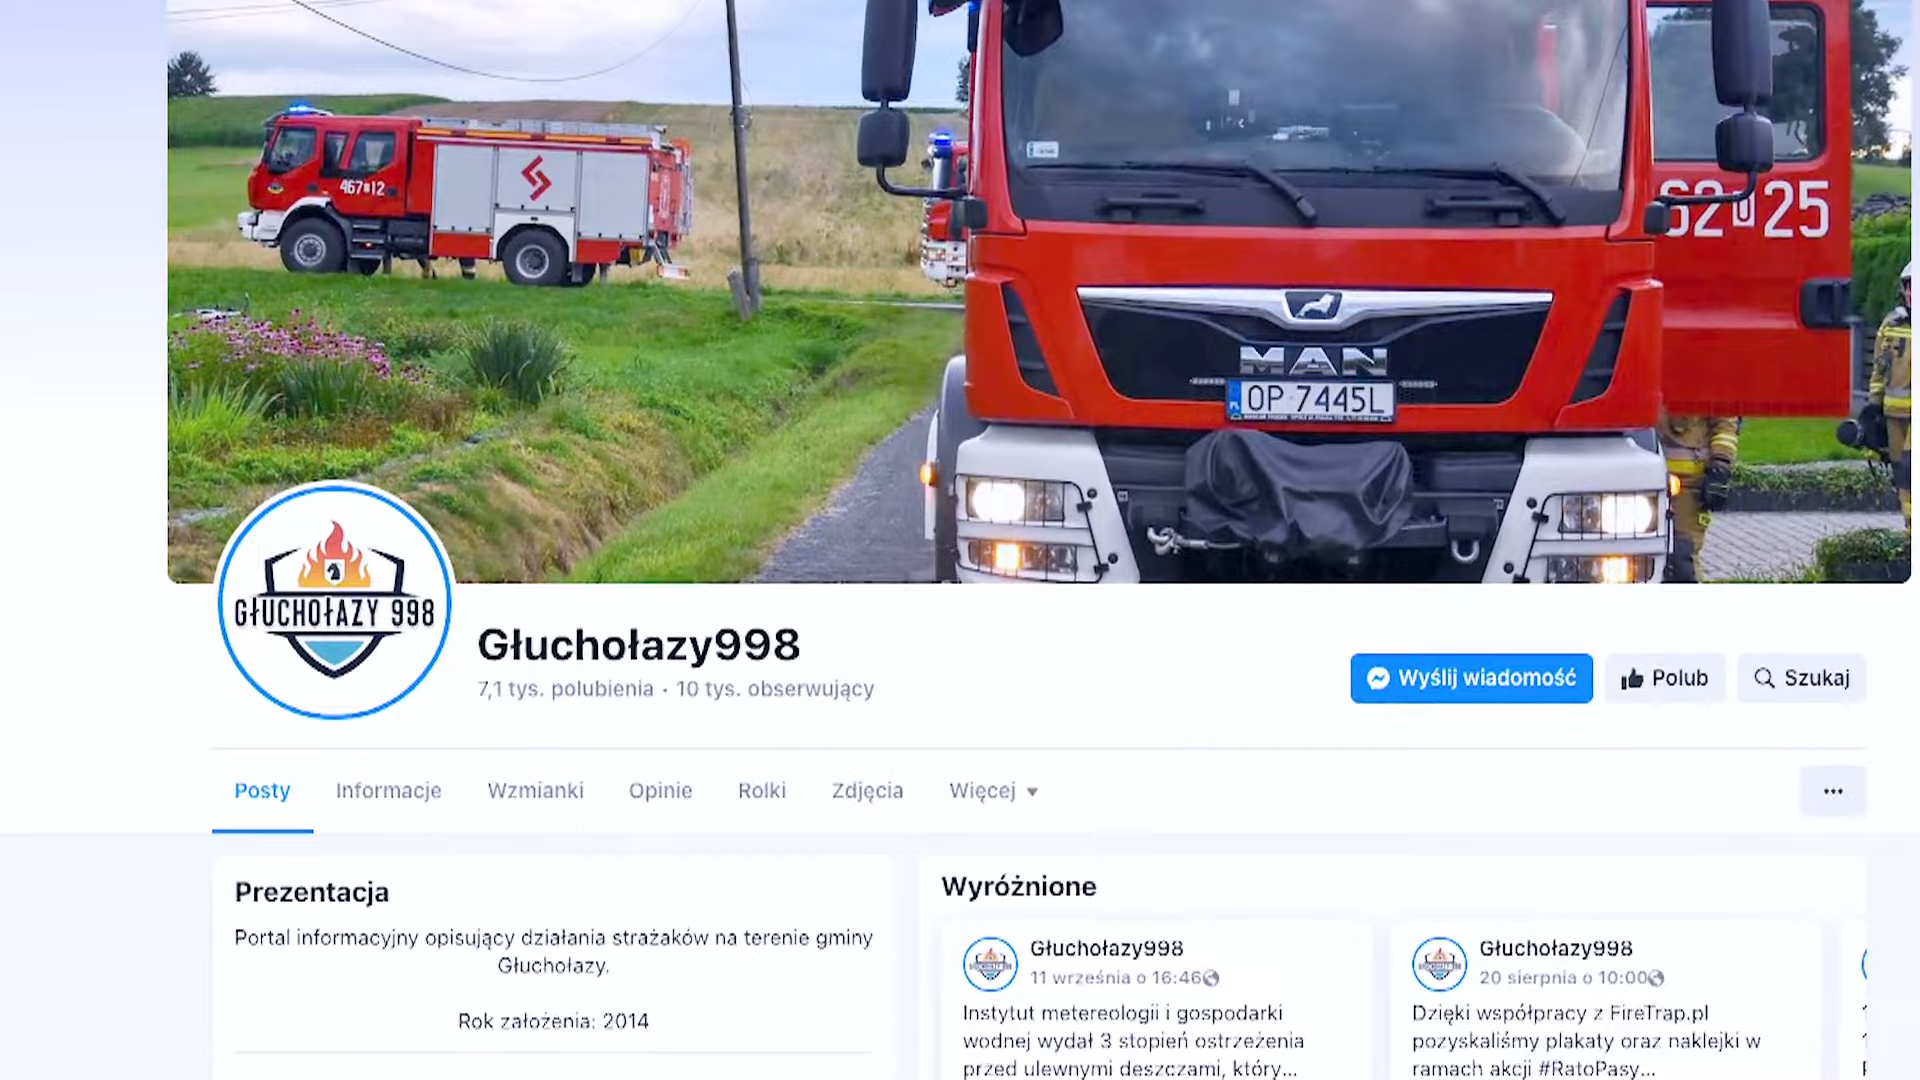 467 12
62 25
MAN
OP 7445L
GŁUCHOŁAZY 998
Głuchołazy998
7,1 tys. polubienia · 10 tys. obserwujący
Wyślij wiadomość
Polub
Szukaj
Posty
Informacje
Wzmianki
Opinie
Rolki
Zdjęcia
Więcej
Prezentacja
Portal informacyjny opisujący działania strażaków na terenie gminy
Głuchołazy.
Rok założenia: 2014
Wyróżnione
Głuchołazy998
11 września o 16:46
Instytut metereologii i gospodarki
wodnej wydał 3 stopień ostrzeżenia
przed ulewnymi deszczami, który...
Głuchołazy998
20 sierpnia o 10:00
Dzięki współpracy z FireTrap.pl
pozyskaliśmy plakaty oraz naklejki w
ramach akcji #RatoPasy...